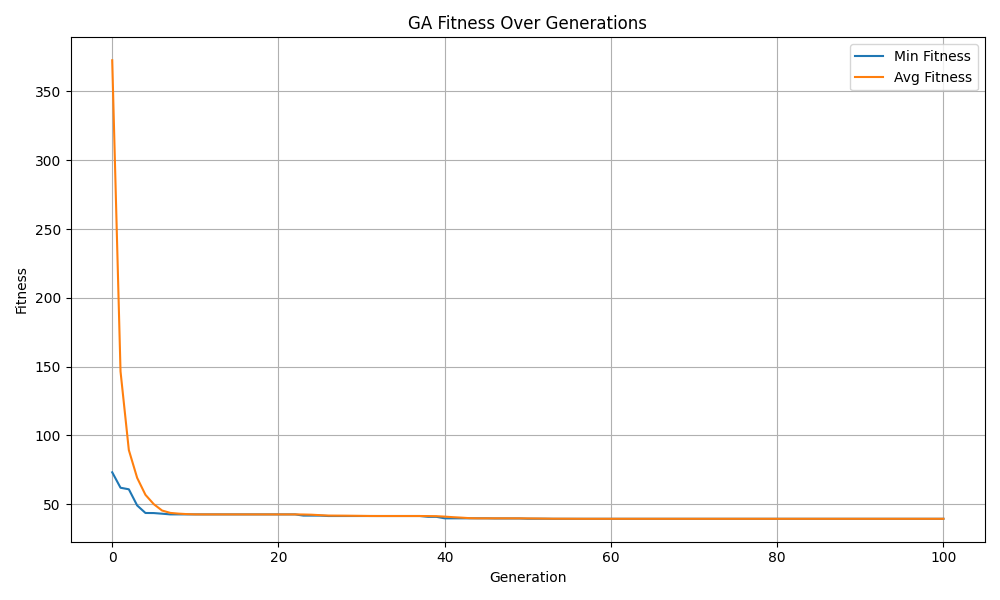 GA Fitness Over Generations
Min Fitness
Avg Fitness
Fitness
350
300
250
200
150
100
50
0 20 40 60 80 100
Generation